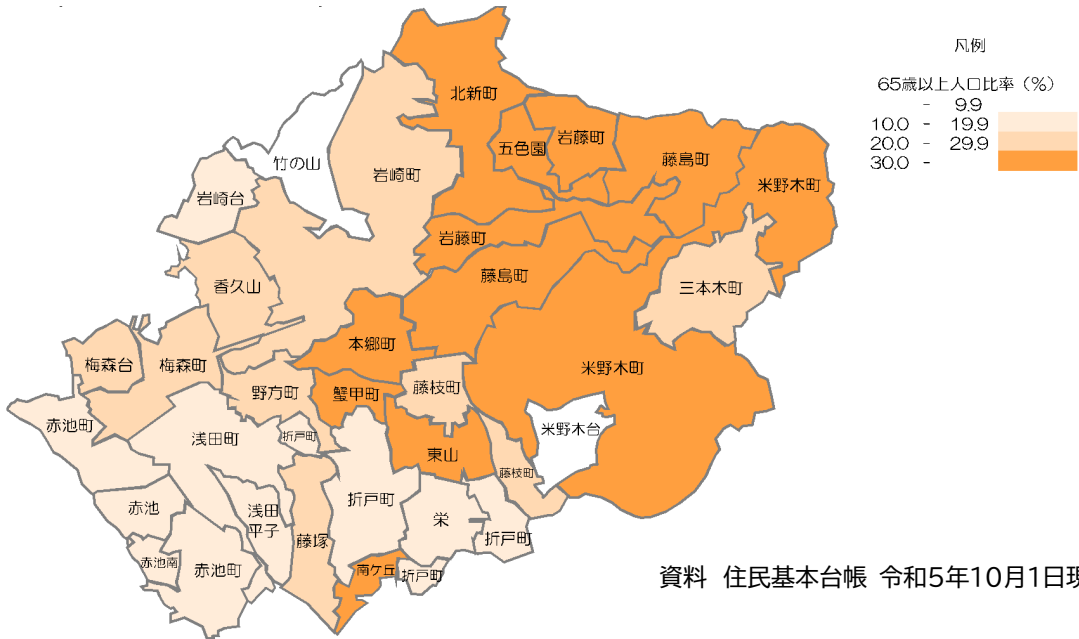 凡例
65歳以上人口比率（%）
- 9.9
10.0 - 19.9
20.0 - 29.9
30.0 -
北新町
五色園
岩藤町
藤島町
米野木町
竹の山
岩崎町
岩崎台
岩藤町
藤島町
三本木町
香久山
本郷町
米野木町
梅森台
梅森町
野方町
蟹甲町
藤枝町
赤池町
浅田町
折戸町
東山
米野木台
藤枝町
赤池
浅田
平子
藤塚
折戸町
栄
折戸町
赤池南
赤池町
南ケ丘
折戸町
資料 住民基本台帳 令和5年10月1日現